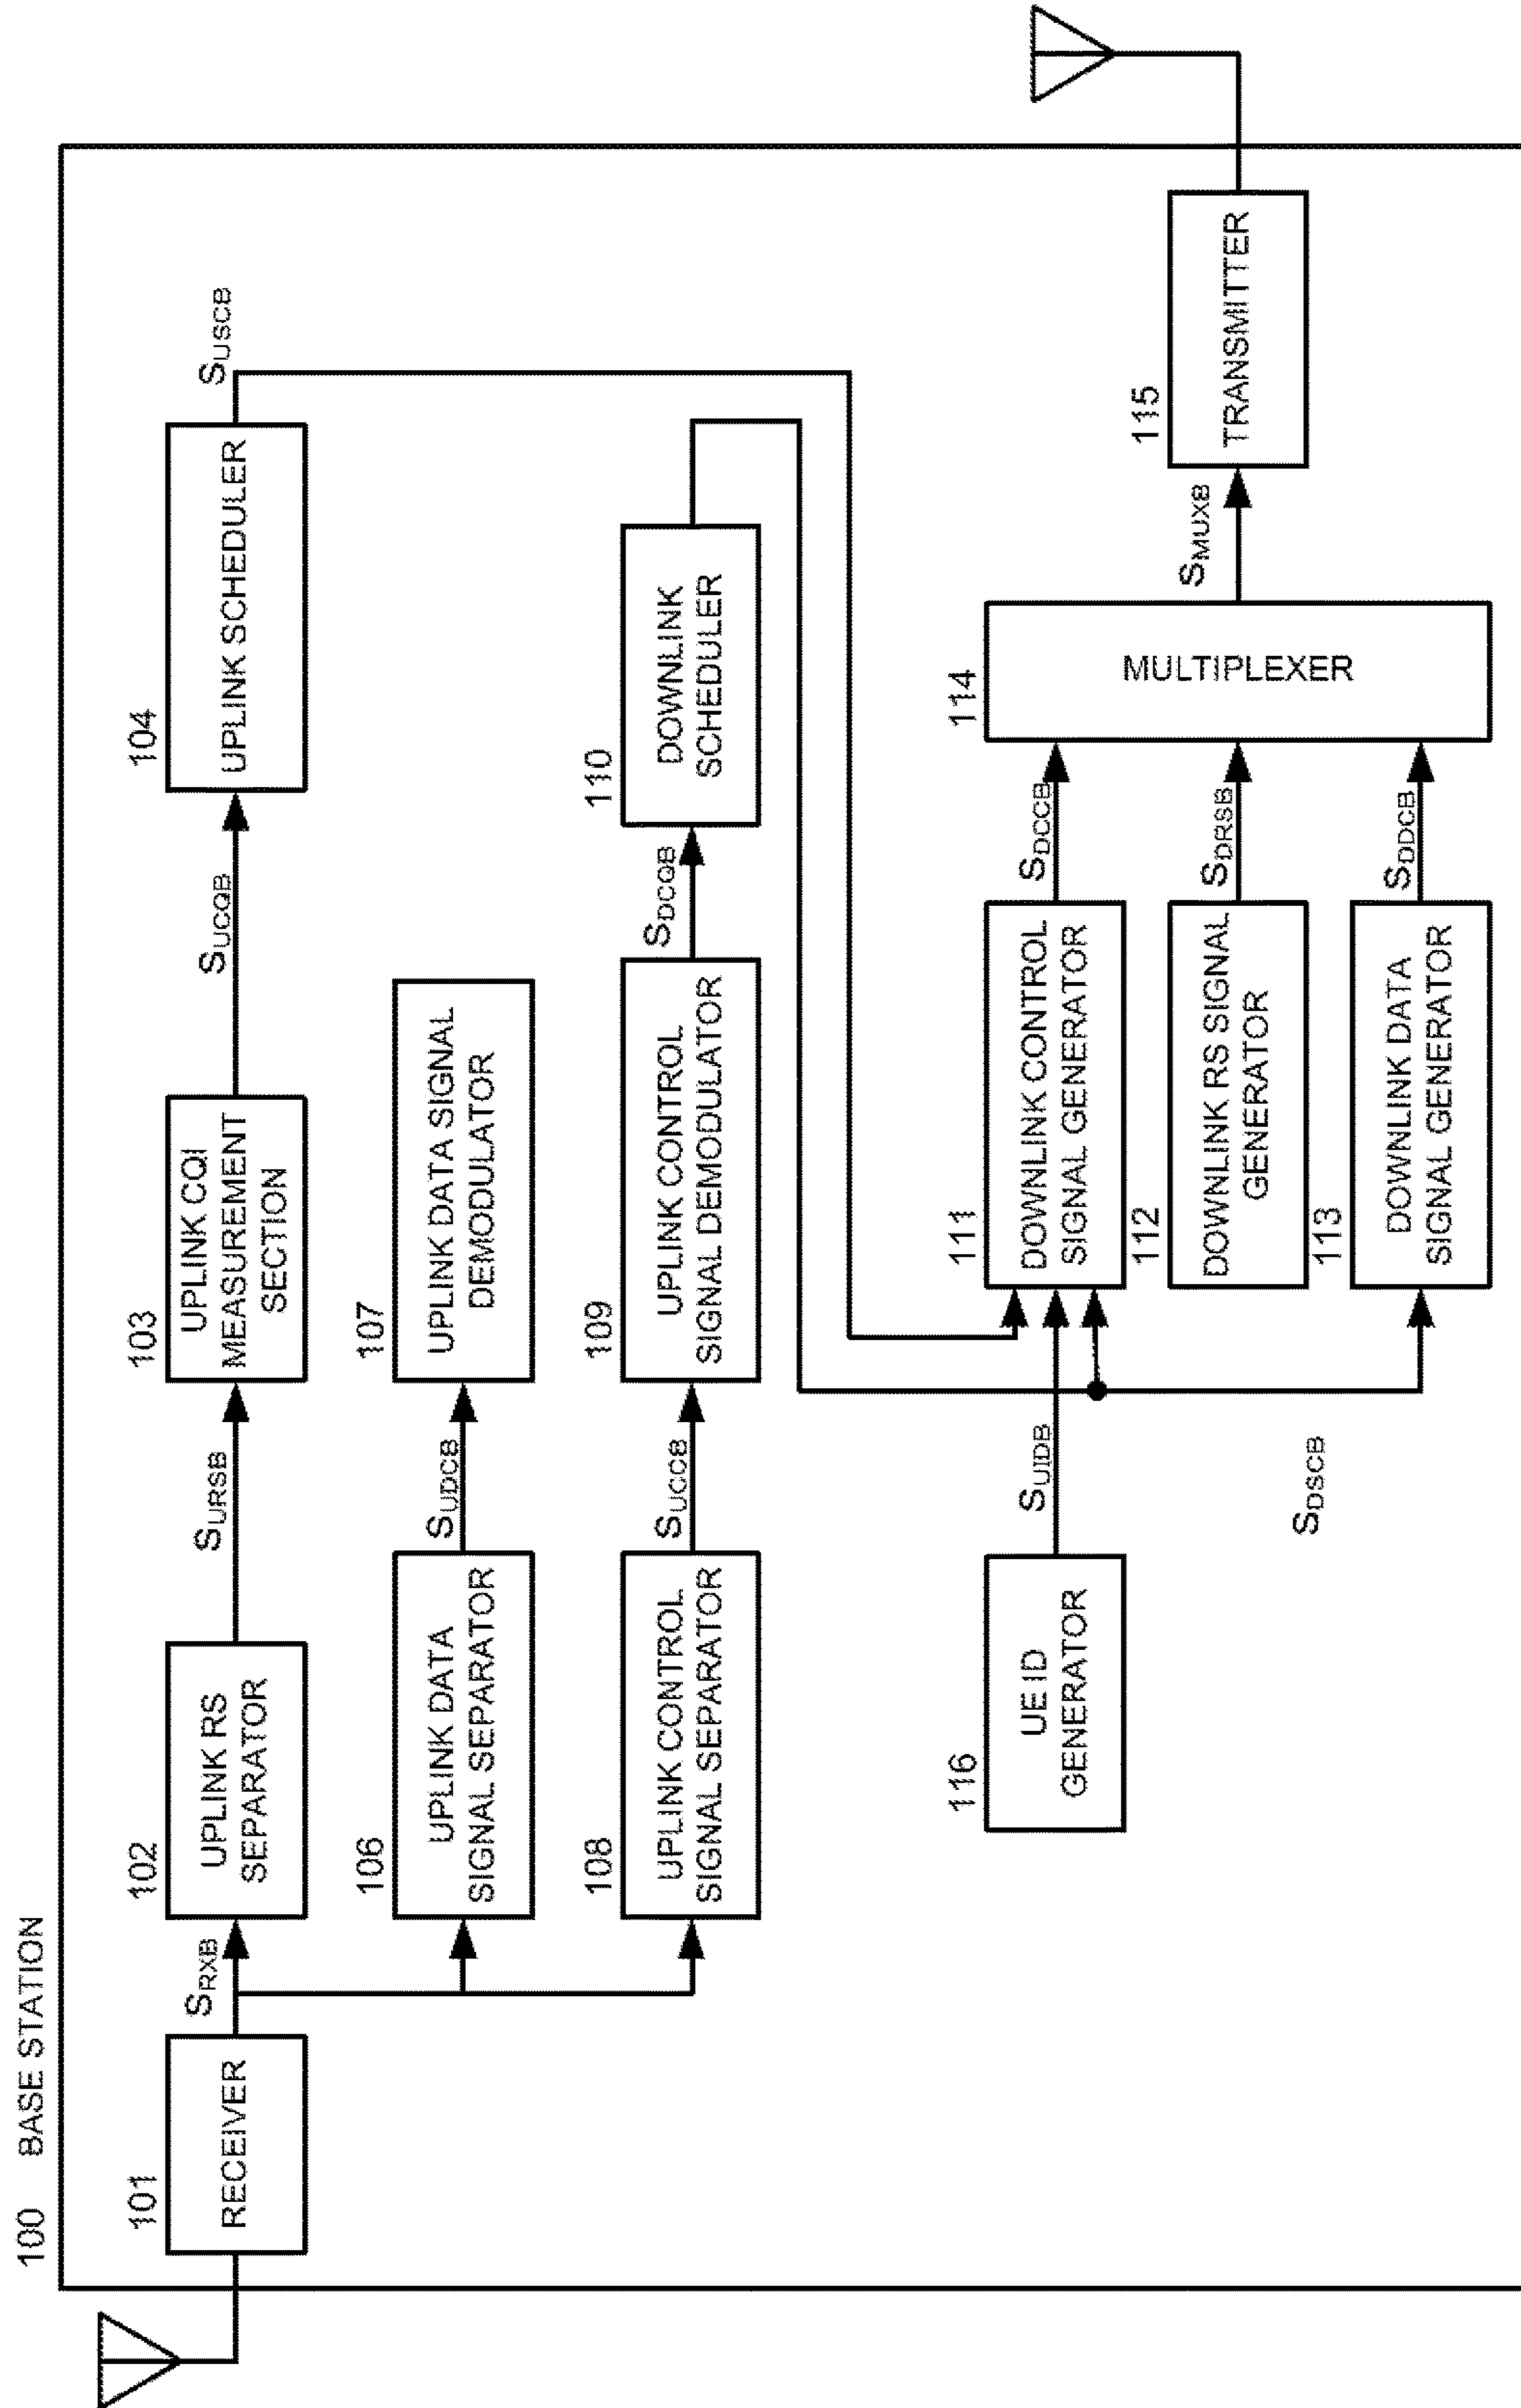 100 BASE STATION
101
RECEIVER
SRXB
102
UPLINK RS
SEPARATOR
SURSB
103
UPLINK CQI
MEASUREMENT
SECTION
SUCQB
104
UPLINK SCHEDULER
SUSCB
106
UPLINK DATA
SIGNAL SEPARATOR
SUDCB
107
UPLINK DATA SIGNAL
DEMODULATOR
108
UPLINK CONTROL
SIGNAL SEPARATOR
SUCCB
109
UPLINK CONTROL
SIGNAL DEMODULATOR
SDCQB
110
DOWNLINK
SCHEDULER
116
UE ID
GENERATOR
SUIDB
SDSCB
111
DOWNLINK CONTROL
SIGNAL GENERATOR
SDCCB
112
DOWNLINK RS SIGNAL
GENERATOR
SDRSB
113
DOWNLINK DATA
SIGNAL GENERATOR
SDDCB
114
MULTIPLEXER
SMUXB
115
TRANSMITTER